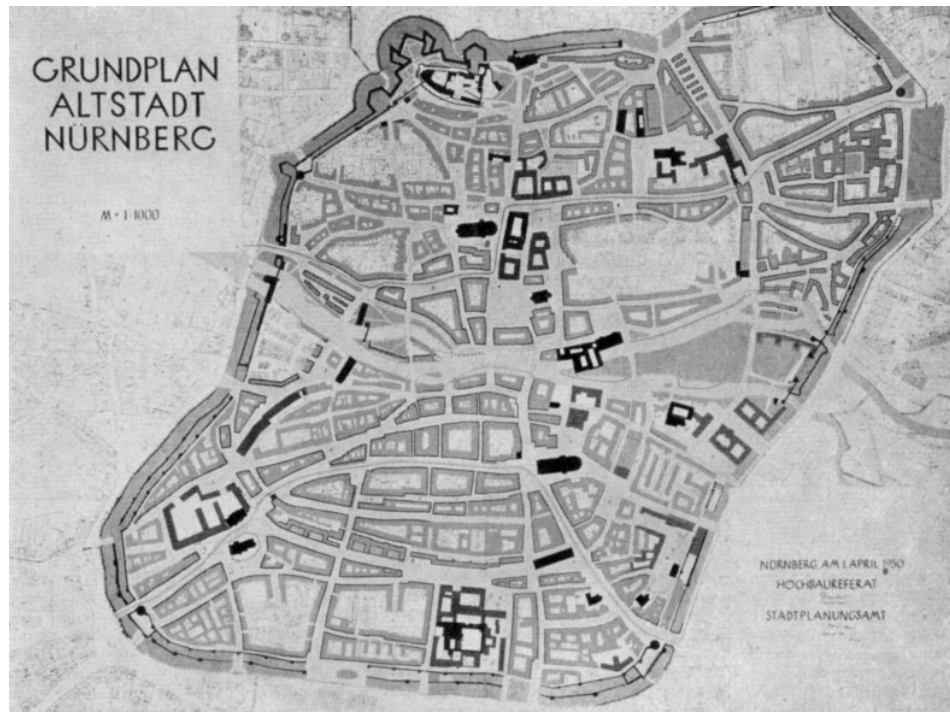 GRUNDPLAN
ALTSTADT
NÜRNBERG
M = 1:1000
NÜRNBERG, AM 1. APRIL 1950
HOCHBAUREFERAT
STADTPLANUNGSAMT